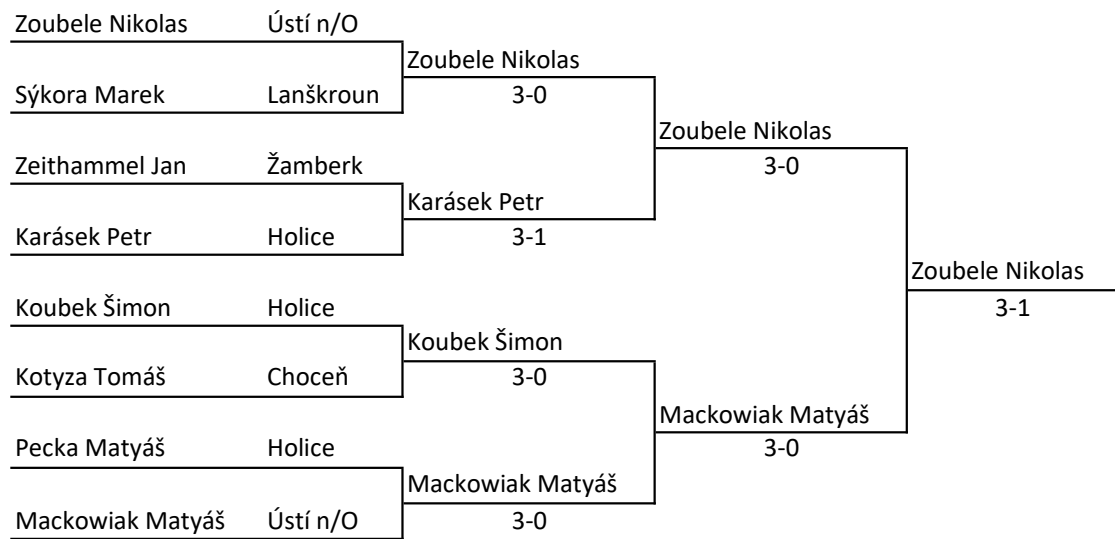 Zoubele Nikolas Ústí n/O
Zoubele Nikolas
Sýkora Marek Lanškroun
3-0
Zoubele Nikolas
Zeithammel Jan Žamberk
3-0
Karásek Petr
Karásek Petr Holice
3-1
Zoubele Nikolas
Koubek Šimon Holice
3-1
Koubek Šimon
Kotyza Tomáš Choceň
3-0
Mackowiak Matyáš
Pecka Matyáš Holice
3-0
Mackowiak Matyáš
Mackowiak Matyáš Ústí n/O
3-0